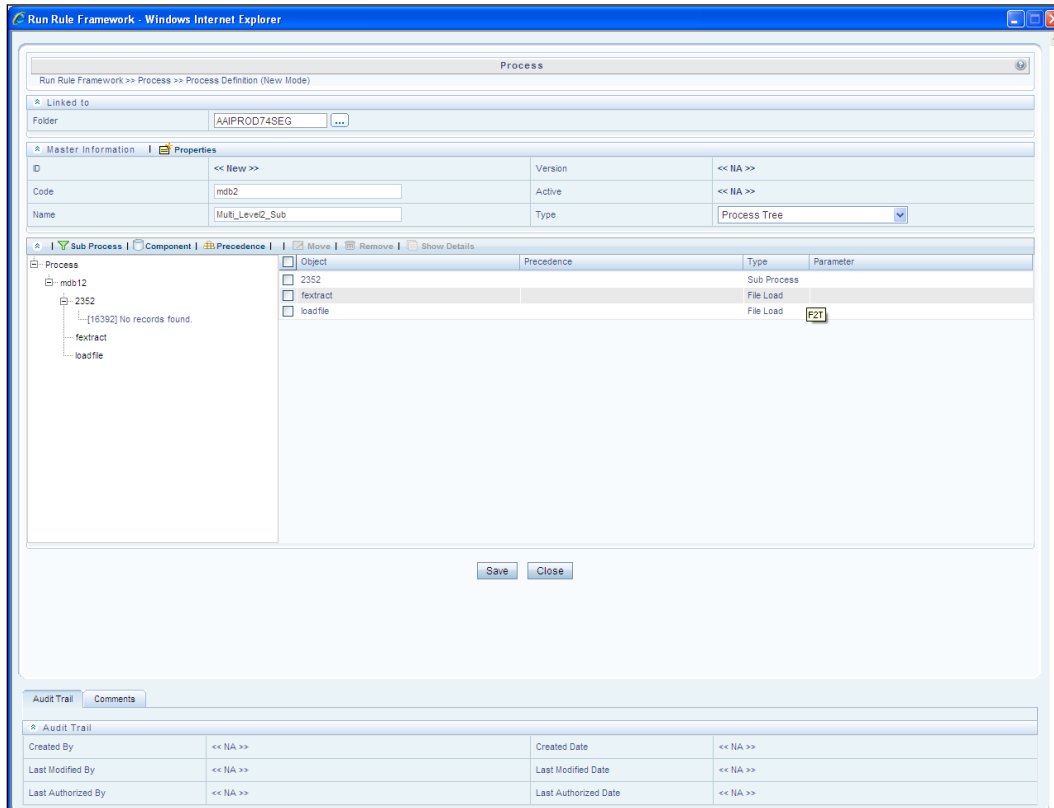 Run Rule Framework - Windows Internet Explorer
Process
Run Rule Framework >> Process >> Process Definition (New Mode)
Linked to
Folder AAIPROD74SEG ...
Master Information | Properties
ID << New >> Version << NA >>
Code mdb2 Active << NA >>
Name Multi_Level2_Sub Type Process Tree
| Sub Process | Component | Precedence | | Move | Remove | Show Details
Process
mdb12
2352
[16392] No records found.
fextract
loadfile
Object Precedence Type Parameter
2352 Sub Process
fextract File Load
loadfile File Load
F2T
Save Close
Audit Trail Comments
Audit Trail
Created By << NA >> Created Date << NA >>
Last Modified By << NA >> Last Modified Date << NA >>
Last Authorized By << NA >> Last Authorized Date << NA >>